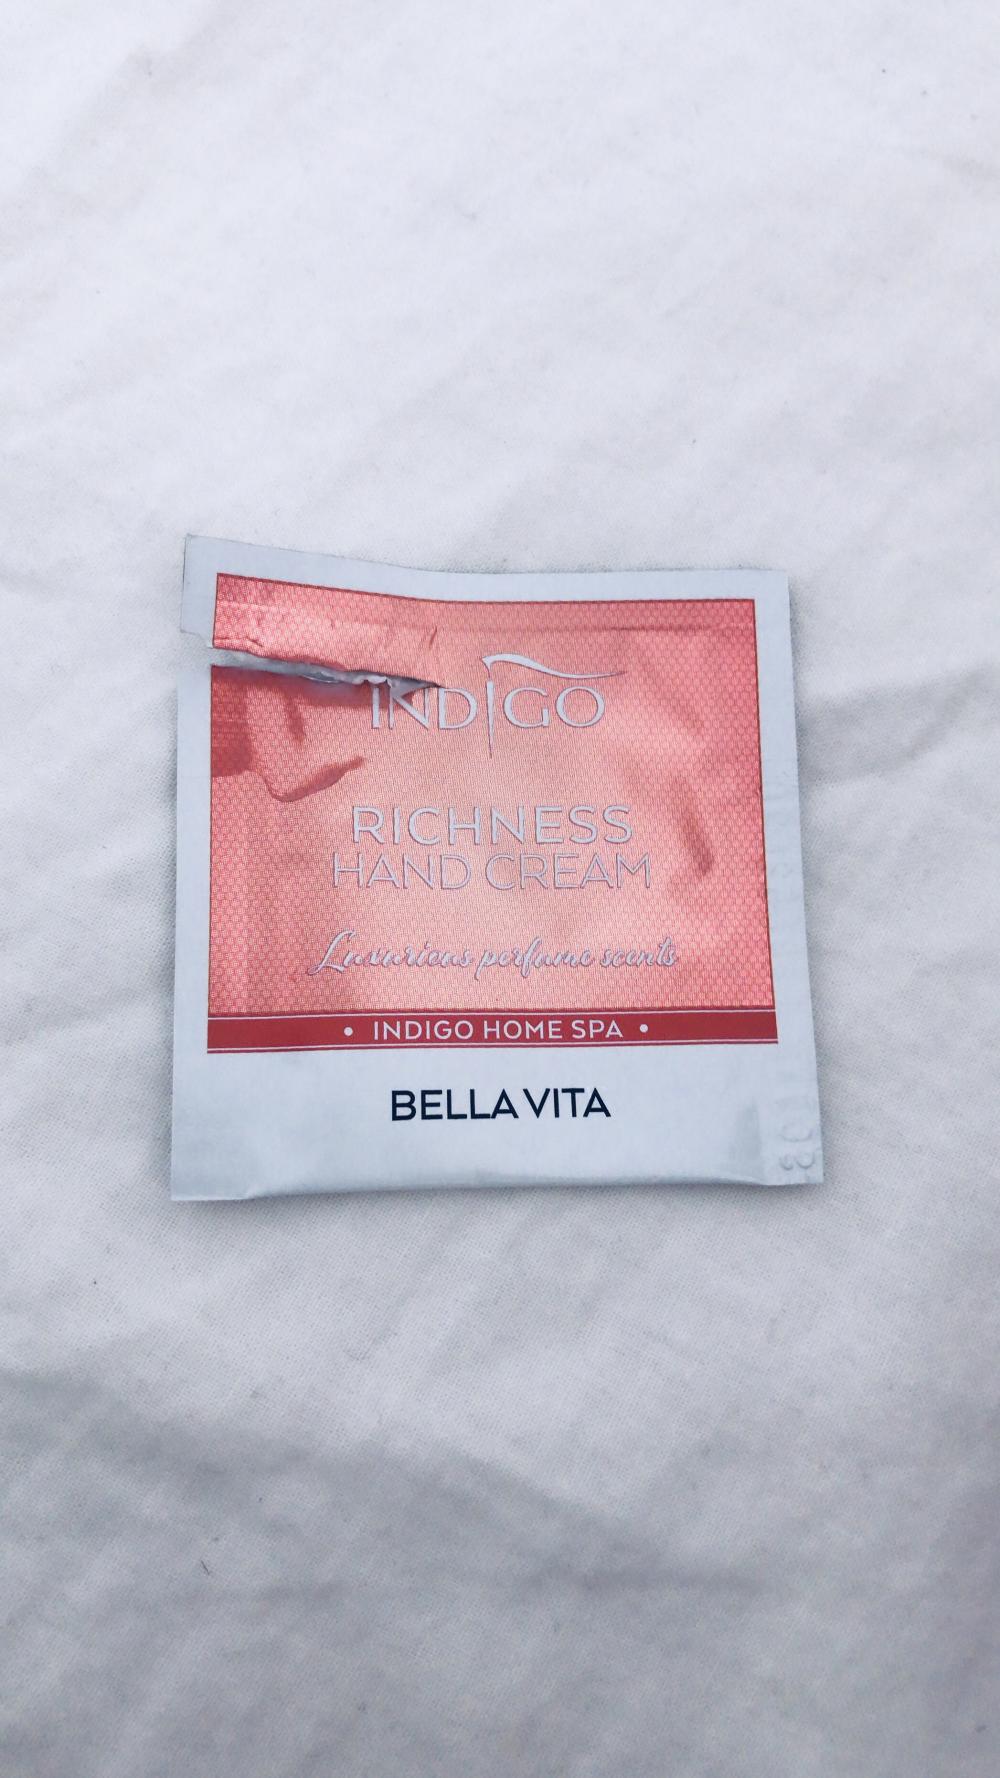 INDIGO
RICHNESS
HAND CREAM
Luxurious perfume scents
• INDIGO HOME SPA •
BELLA VITA